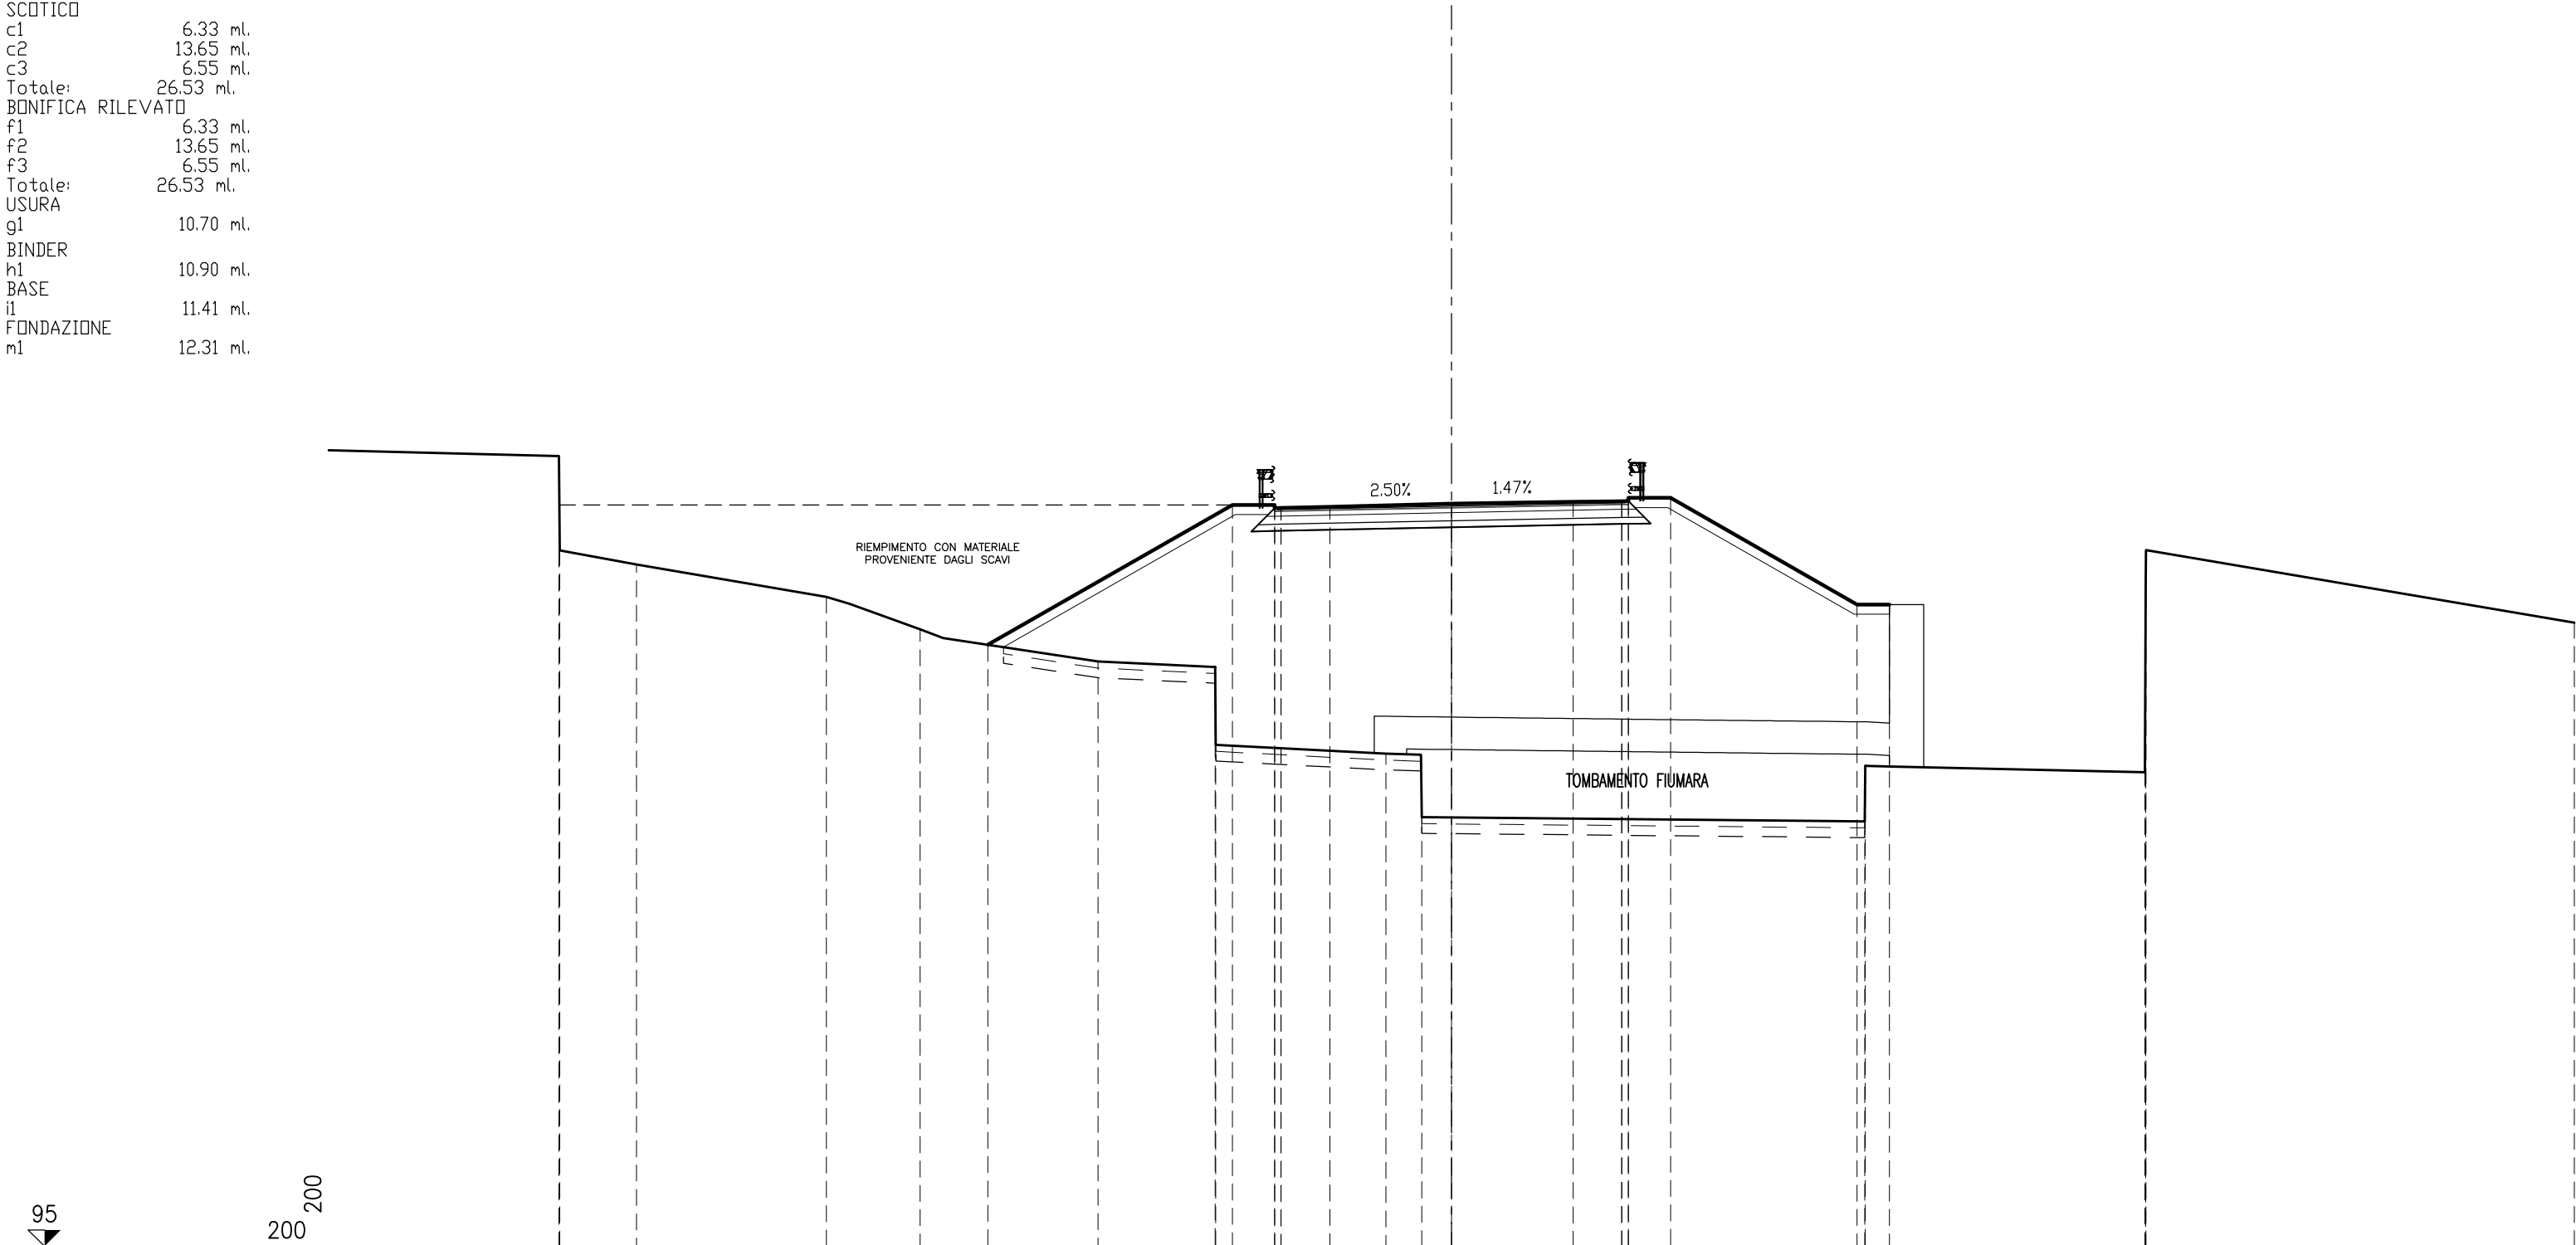 SCOTICO
c1 6.33 ml.
c2 13.65 ml.
c3 6.55 ml.
Totale: 26.53 ml.
BONIFICA RILEVATO
f1 6.33 ml.
f2 13.65 ml.
f3 6.55 ml.
Totale: 26.53 ml.
USURA
g1 10.70 ml.
BINDER
h1 10.90 ml.
BASE
i1 11.41 ml.
FONDAZIONE
m1 12.31 ml.
2.50% 1.47%
RIEMPIMENTO CON MATERIALE
PROVENIENTE DAGLI SCAVI
TOMBAMENTO FIUMARA
200
95
200